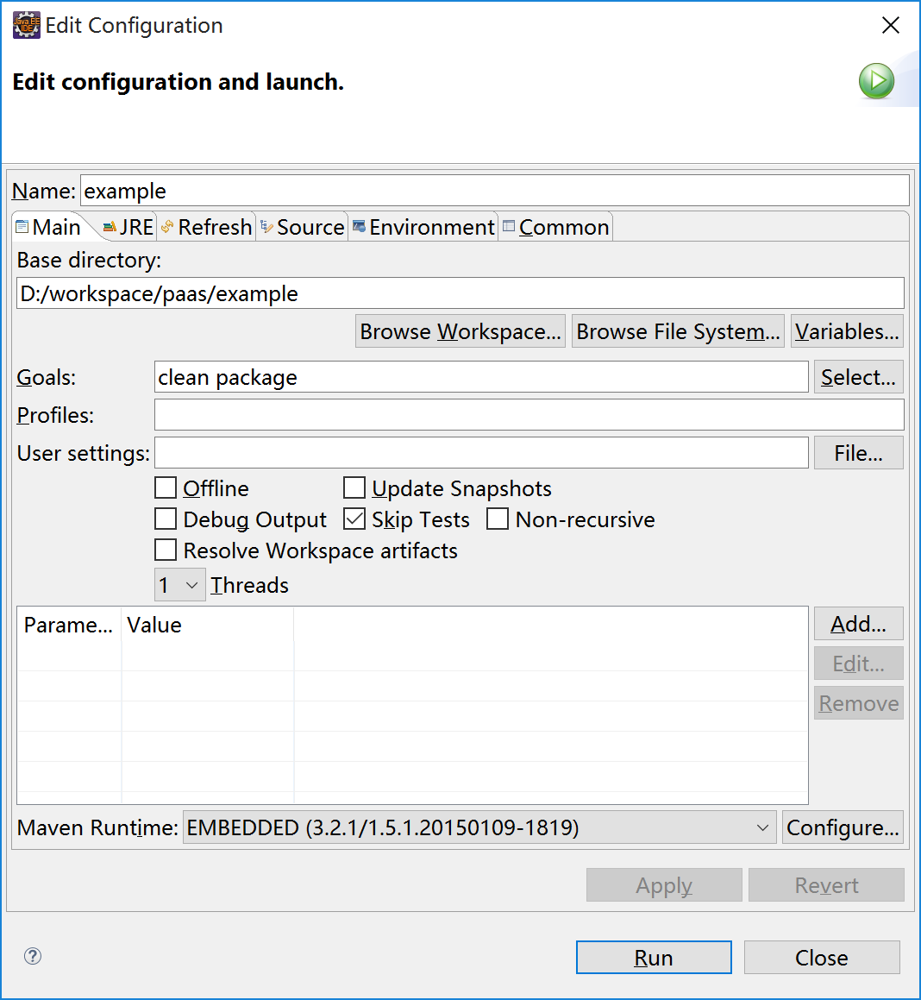 Java EE
IDE
Edit Configuration
Edit configuration and launch.
Name: example
Main JRE Refresh Source Environment Common
Base directory:
D:/workspace/paas/example
Browse Workspace... Browse File System... Variables...
Goals: clean package Select...
Profiles:
User settings: File...
Offline Update Snapshots
Debug Output Skip Tests Non-recursive
Resolve Workspace artifacts
1 Threads
Parame... Value Add...
Edit...
Remove
Maven Runtime: EMBEDDED (3.2.1/1.5.1.20150109-1819) Configure...
Apply Revert
? Run Close